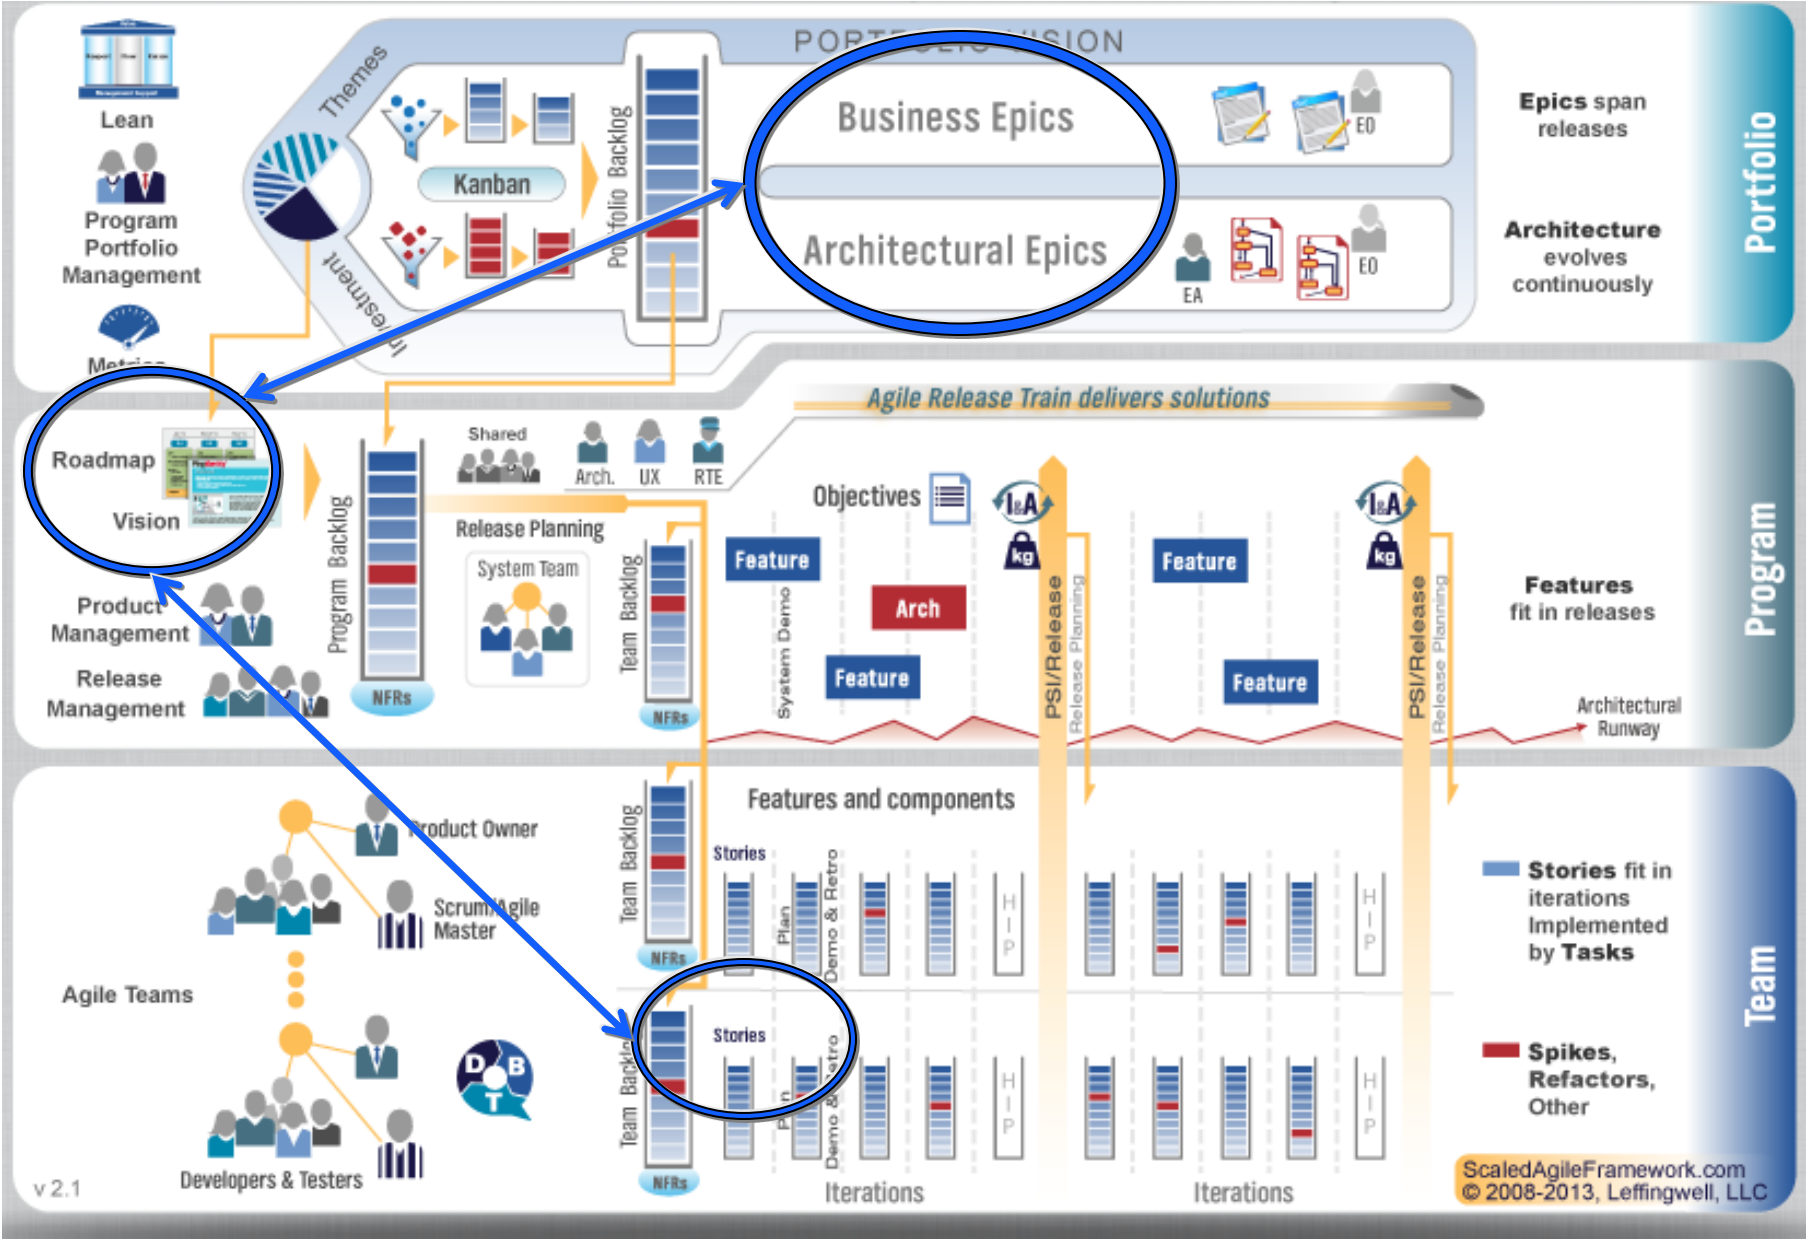 PORTFOLIO VISION
Lean
Program
Portfolio
Management
Metrics
Themes
Investment
Kanban
Portfolio Backlog
Business Epics
EO
Architectural Epics
EA
EO
Epics span
releases
Architecture
evolves
continuously
Portfolio
Agile Release Train delivers solutions
Roadmap
Vision
Product
Management
Release
Management
Program Backlog
NFRs
Shared
Arch.
UX
RTE
Release Planning
System Team
Team Backlog
NFRs
Objectives
I&A
kg
I&A
kg
Feature
Arch
Feature
Feature
Feature
System Demo
PSI/Release
Release Planning
PSI/Release
Release Planning
Architectural
Runway
Features
fit in releases
Program
Features and components
Product Owner
Scrum/Agile
Master
Agile Teams
Developers & Testers
D B
T
Team Backlog
NFRs
Stories
Plan
Demo & Retro
H
I
P
H
I
P
Team Backlog
NFRs
Stories
Plan
Demo & Retro
H
I
P
H
I
P
Iterations
Iterations
Stories fit in
iterations
Implemented
by Tasks
Spikes,
Refactors,
Other
Team
v 2.1
ScaledAgileFramework.com
© 2008-2013, Leffingwell, LLC